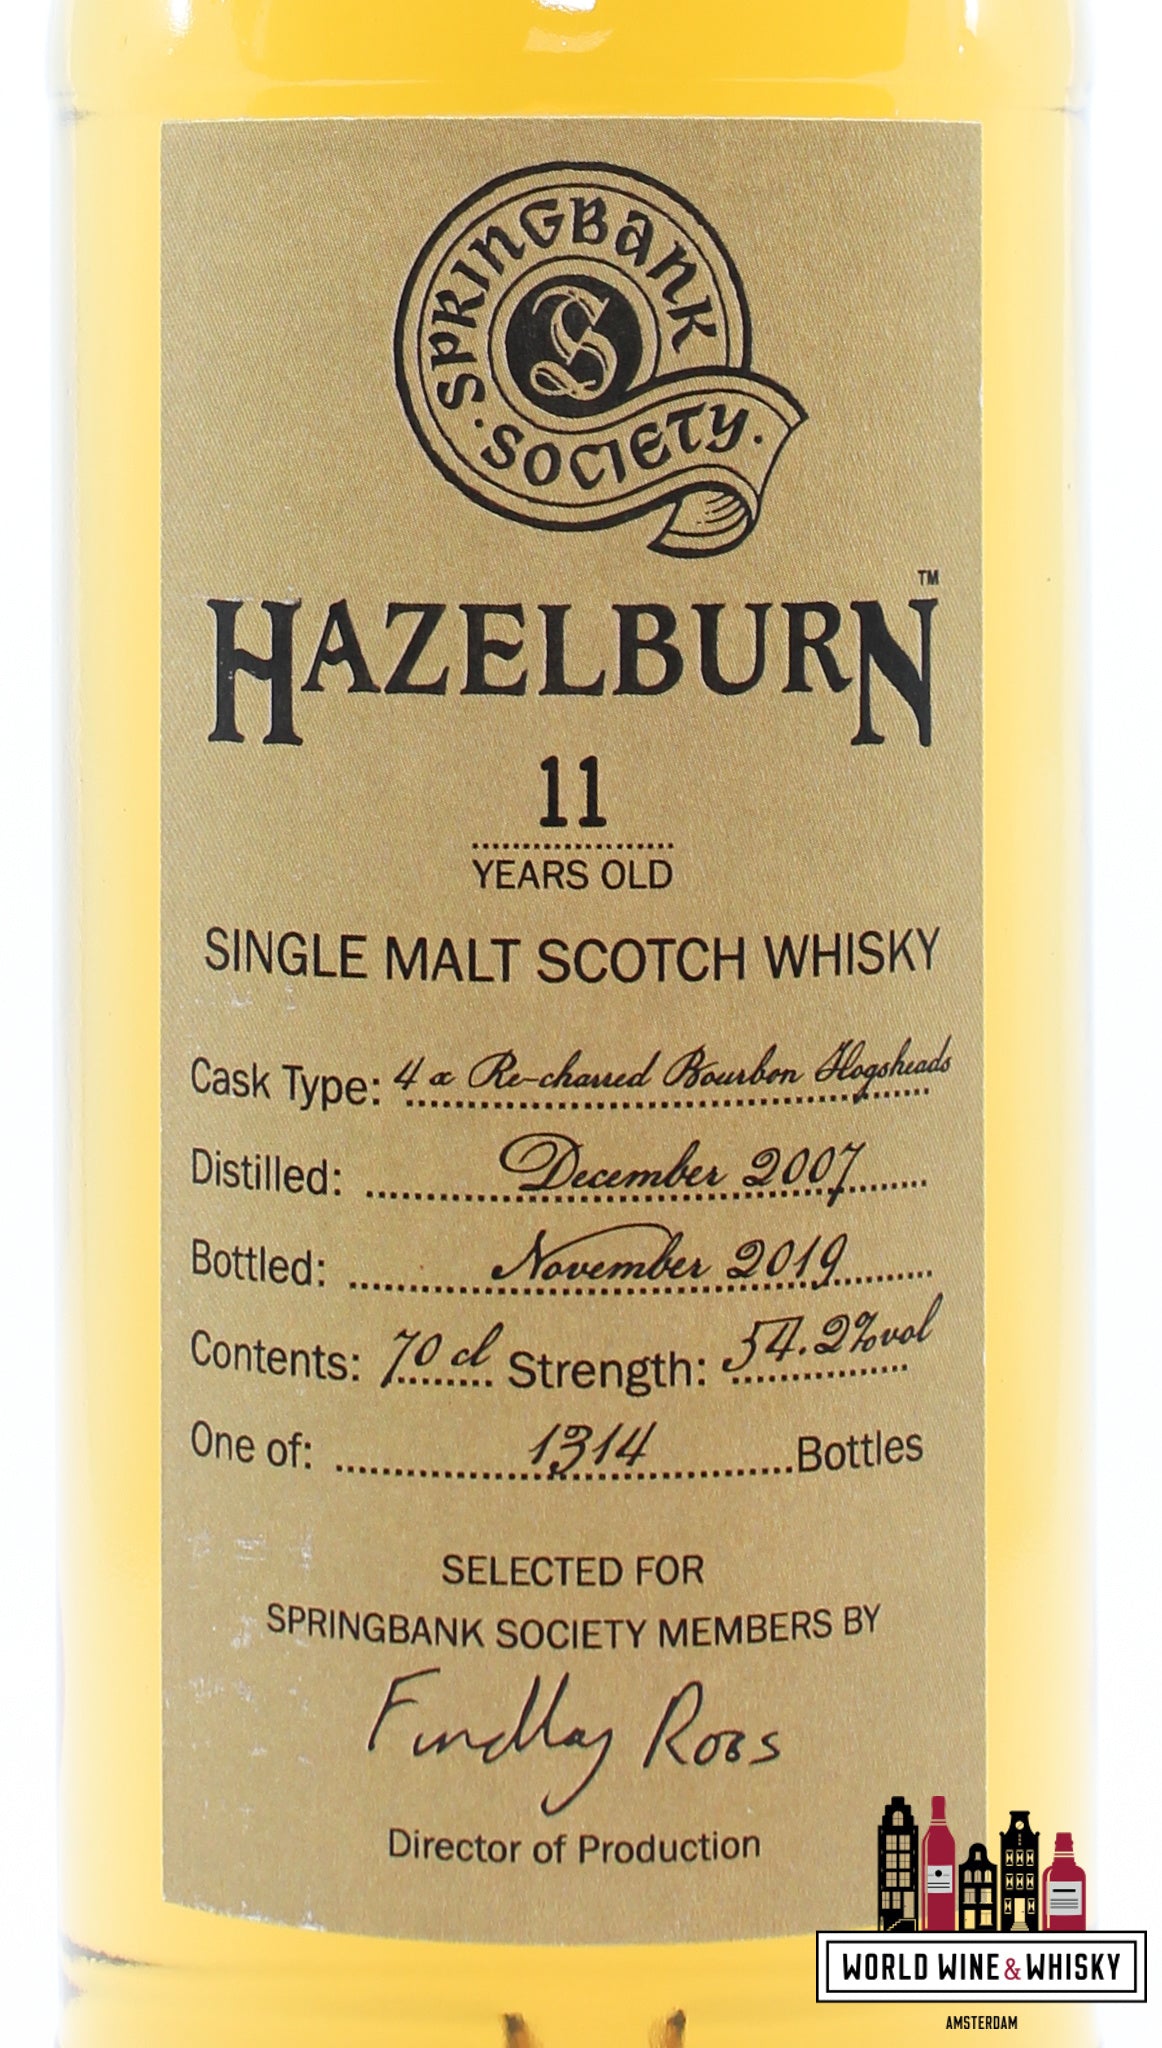 SPRINGBANK
· SOCIETY ·
S
HAZELBURN™
11
YEARS OLD
SINGLE MALT SCOTCH WHISKY
Cask Type: 4 x Re-charred Bourbon Hogsheads
Distilled: December 2007
Bottled: November 2019
Contents: 70 cl Strength: 54.2%vol
One of: 1314 Bottles
SELECTED FOR
SPRINGBANK SOCIETY MEMBERS BY
Findlay Ross
Director of Production
WORLD WINE & WHISKY
AMSTERDAM